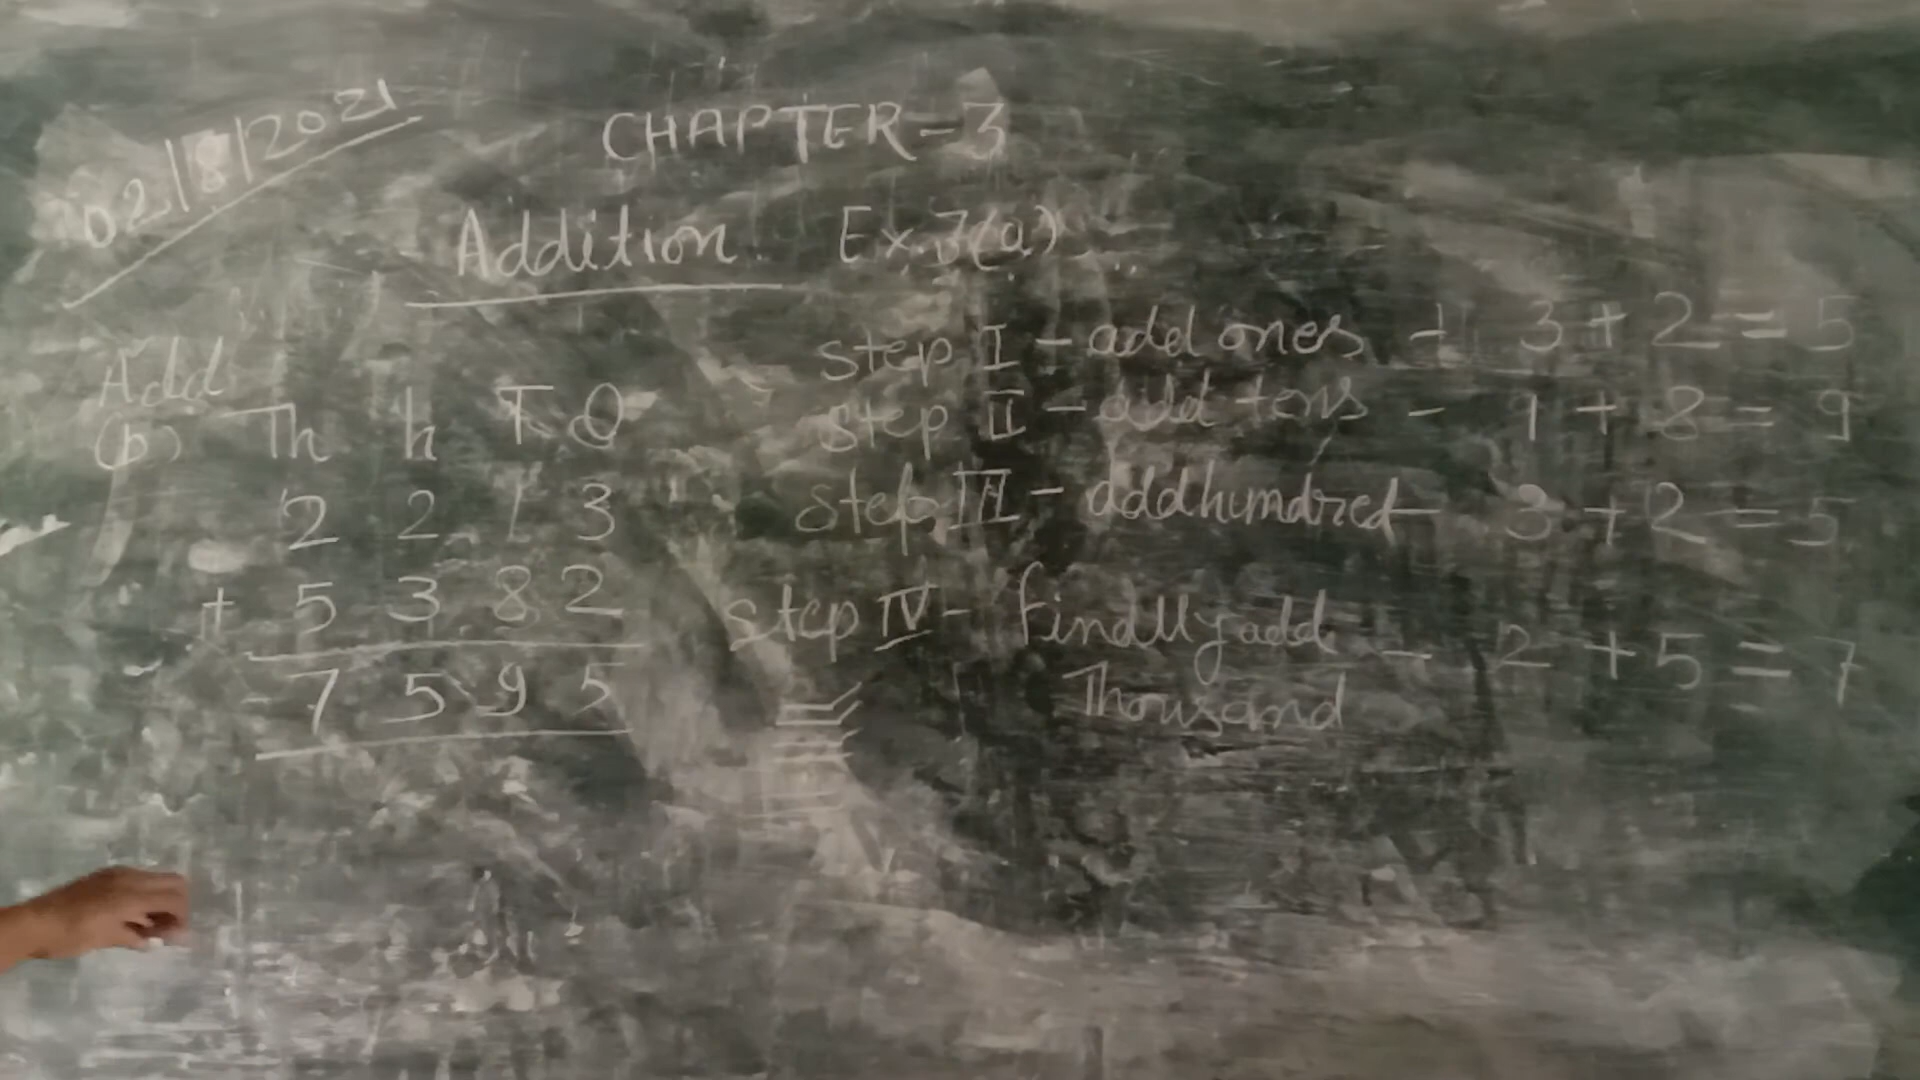 02/8/2021
CHAPTER-3
Addition Ex.3(a)
Add
(b) Th h T O
2 2 1 3
+ 5 3 8 2
7 5 9 5
Step I - add ones - 3 + 2 = 5
Step II - add tens - 1 + 8 = 9
Step III - add hundred - 3 + 2 = 5
Step IV - Finally add - 2 + 5 = 7
Thousand